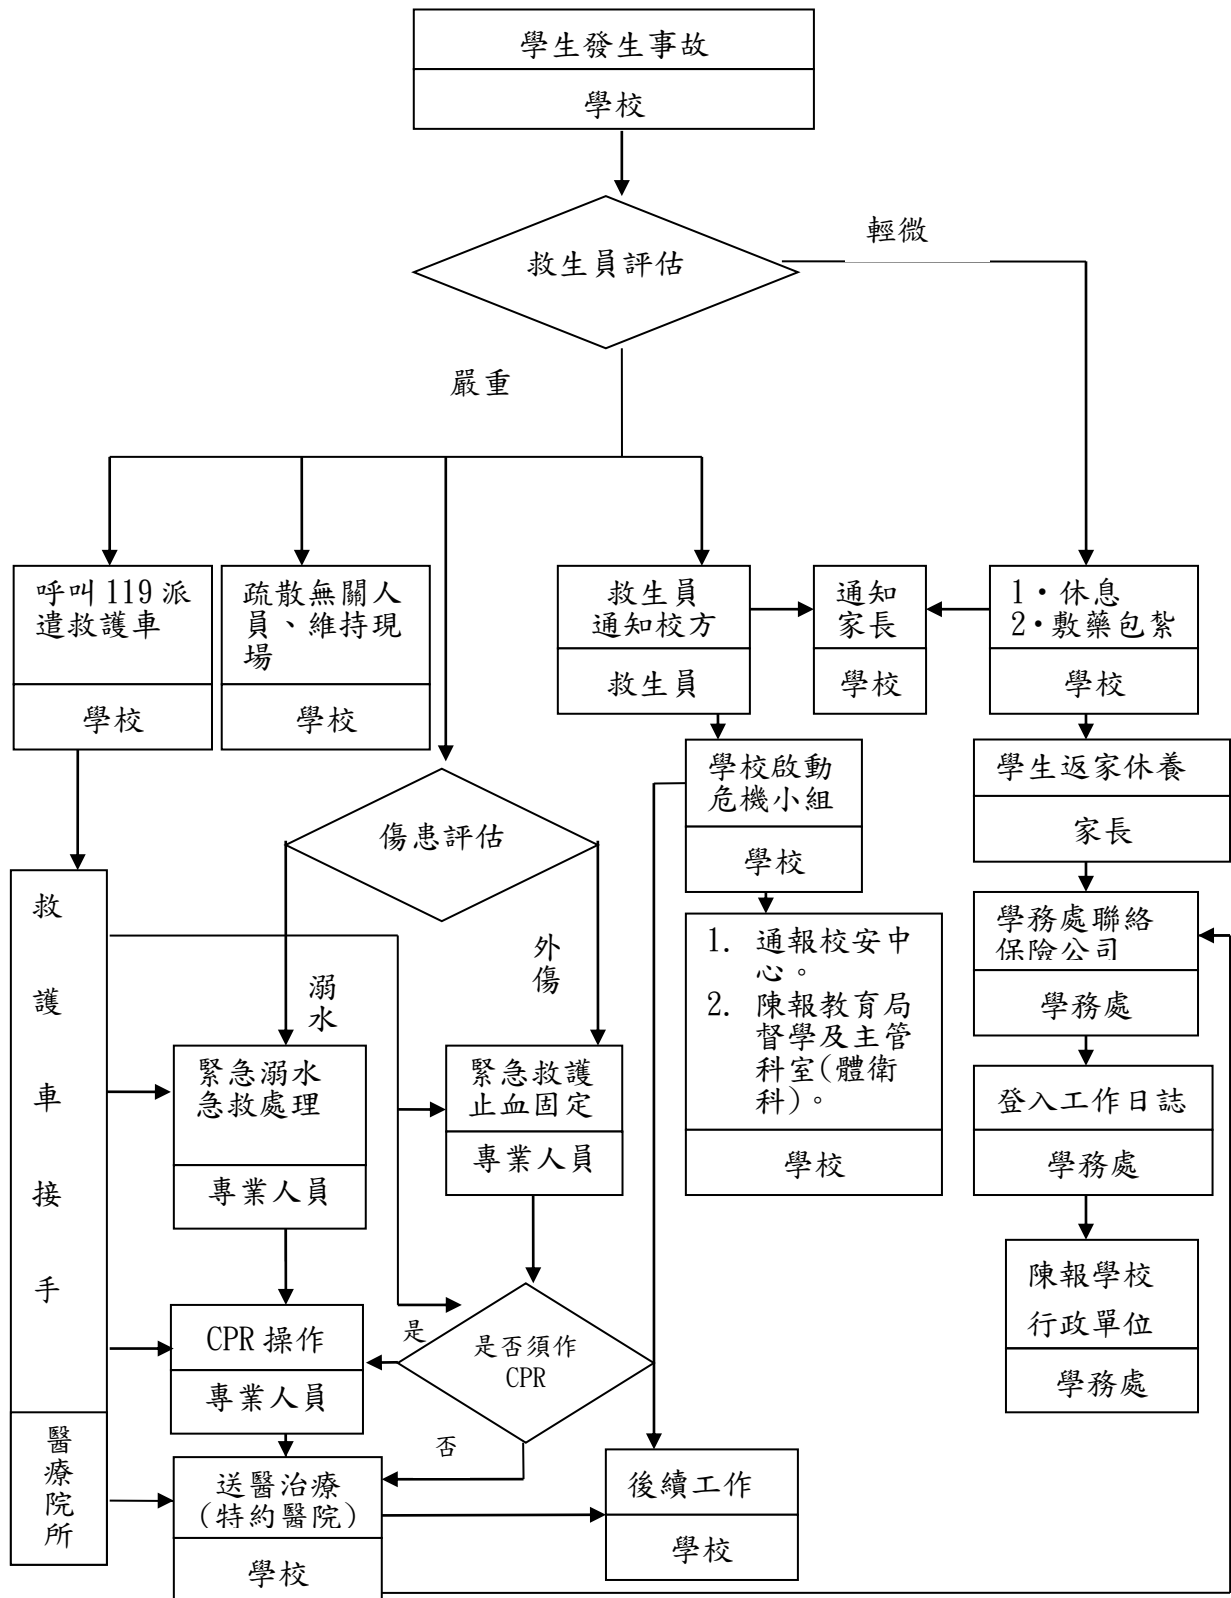 學生發生事故
學校
救生員評估
輕微
嚴重
呼叫 119 派
遣救護車
學校
疏散無關人
員、維持現
場
學校
救生員
通知校方
救生員
通知
家長
學校
1‧休息
2‧敷藥包紮
學校
學校啟動
危機小組
學校
學生返家休養
家長
傷患評估
溺
水
外
傷
救
護
車
接
手
醫
療
院
所
1. 通報校安中
心。
2. 陳報教育局
督學及主管
科室(體衛
科)。
學校
學務處聯絡
保險公司
學務處
緊急溺水
急救處理
專業人員
緊急救護
止血固定
專業人員
登入工作日誌
學務處
陳報學校
行政單位
學務處
CPR 操作
專業人員
是
是否須作
CPR
否
送醫治療
(特約醫院)
學校
後續工作
學校